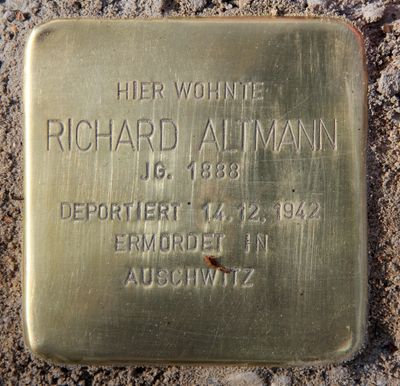 HIER WOHNTE
RICHARD ALTMANN
JG. 1888
DEPORTIERT 14.12.1942
ERMORDET IN
AUSCHWITZ